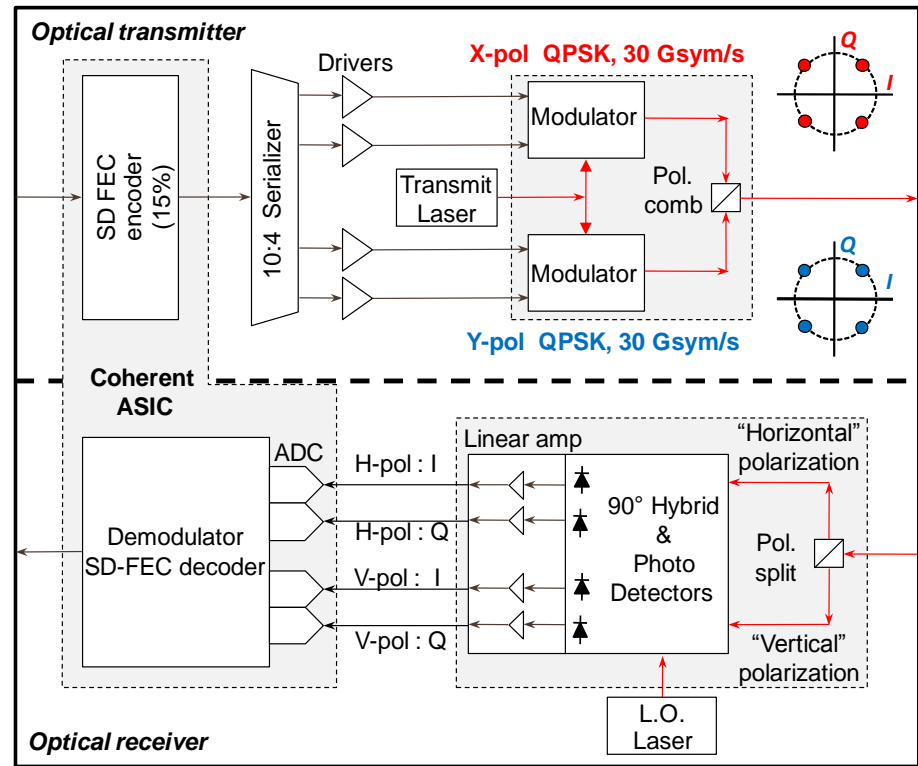 Optical transmitter
Drivers
X-pol QPSK, 30 Gsym/s
Q
I
SD FEC
encoder
(15%)
10:4 Serializer
Modulator
Transmit
Laser
Pol.
comb
Modulator
Q
I
Y-pol QPSK, 30 Gsym/s
Coherent
ASIC
Linear amp
"Horizontal"
polarization
ADC
H-pol : I
H-pol : Q
V-pol : I
V-pol : Q
Demodulator
SD-FEC decoder
90° Hybrid
&
Photo
Detectors
Pol.
split
"Vertical"
polarization
L.O.
Laser
Optical receiver